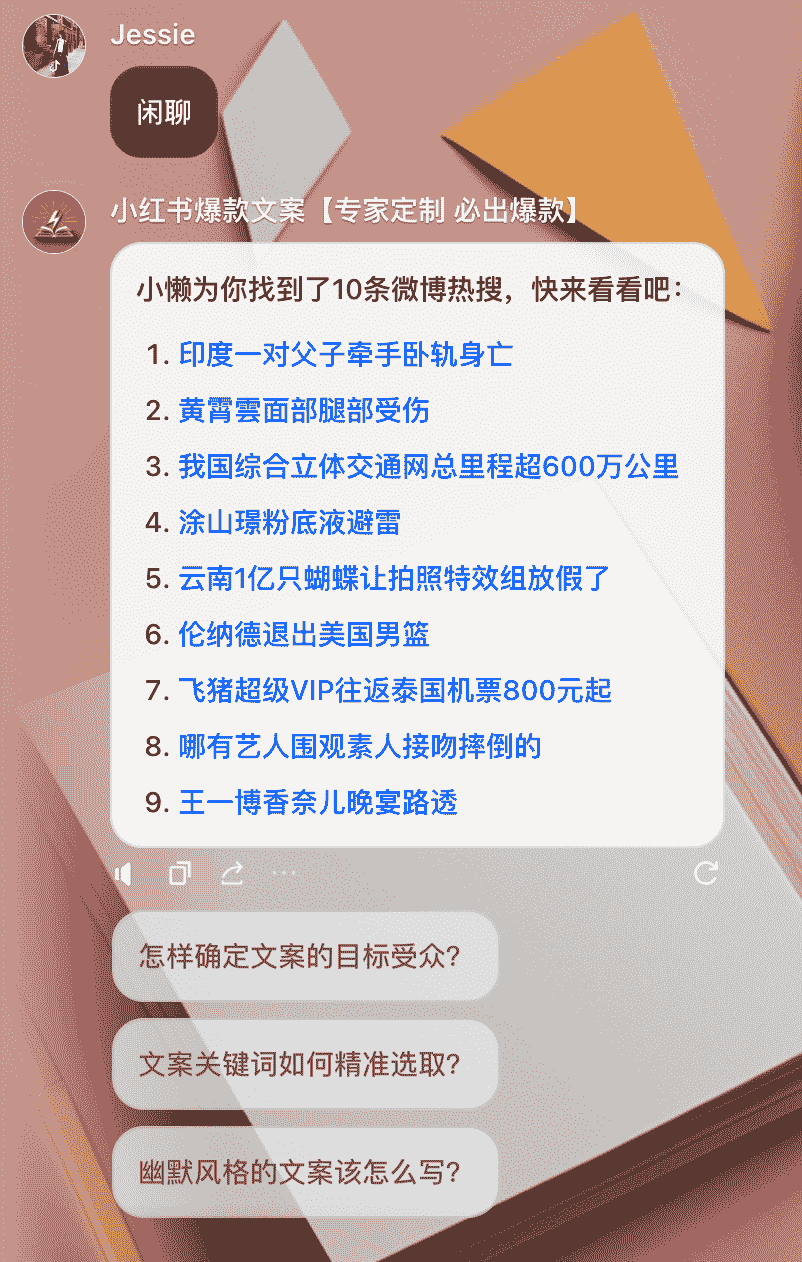 Jessie
闲聊
小红书爆款文案【专家定制 必出爆款】
小懒为你找到了10条微博热搜，快来看看吧：
1. 印度一对父子牵手卧轨身亡
2. 黄霄雲面部腿部受伤
3. 我国综合立体交通网总里程超600万公里
4. 涂山璟粉底液避雷
5. 云南1亿只蝴蝶让拍照特效组放假了
6. 伦纳德退出美国男篮
7. 飞猪超级VIP往返泰国机票800元起
8. 哪有艺人围观素人接吻摔倒的
9. 王一博香奈儿晚宴路透
怎样确定文案的目标受众？
文案关键词如何精准选取？
幽默风格的文案该怎么写？